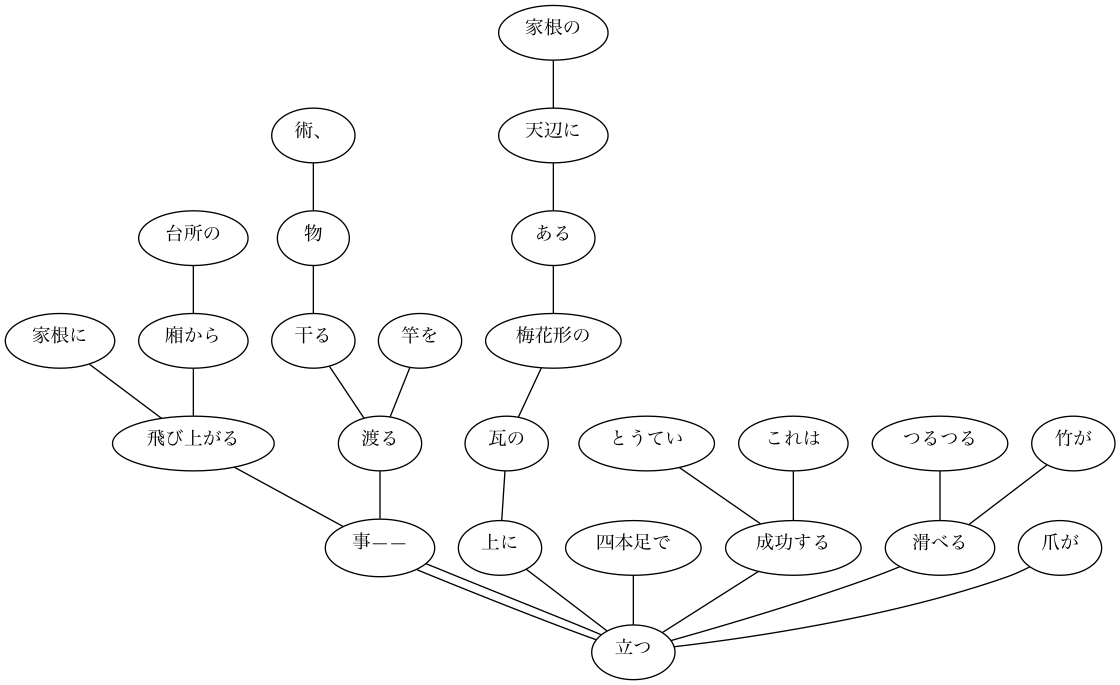 家根の
術、
天辺に
台所の
物
ある
家根に
廂から
干る
竿を
梅花形の
飛び上がる
渡る
瓦の
とうてい
これは
つるつる
竹が
事——
上に
四本足で
成功する
滑べる
爪が
立つ